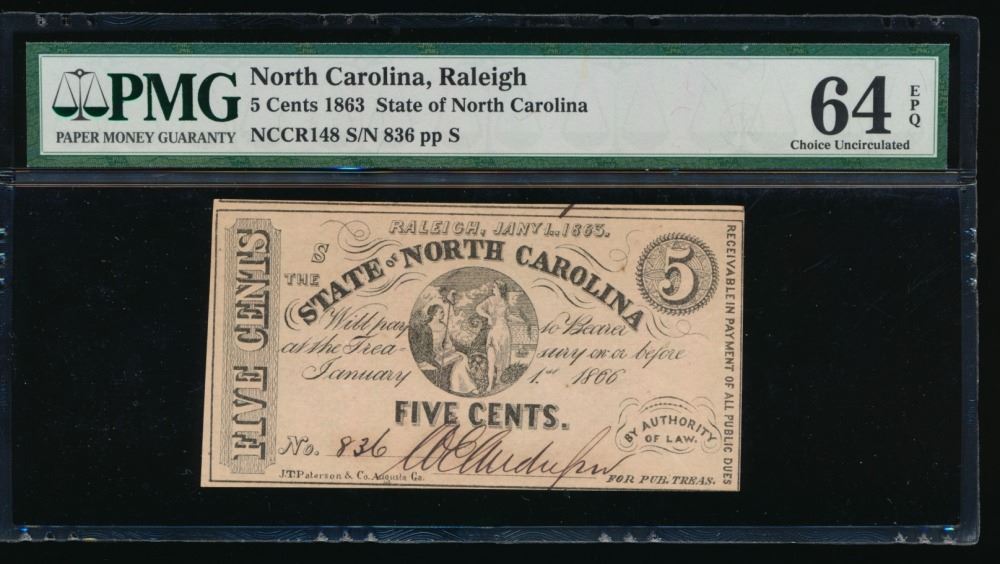 PMG
PAPER MONEY GUARANTY
North Carolina, Raleigh
5 Cents 1863 State of North Carolina
NCCR148 S/N 836 pp S
64 EPQ
Choice Uncirculated
RALEIGH, JANY 1.. 1863.
S
THE
STATE OF NORTH CAROLINA
5
Will pay to Bearer
at the Treasury on or before
January 1st 1866
FIVE CENTS.
No. 836
BY AUTHORITY
OF LAW.
J.T. Paterson & Co. Augusta Ga.
FOR PUB. TREAS.
FIVE CENTS
RECEIVABLE IN PAYMENT OF ALL PUBLIC DUES